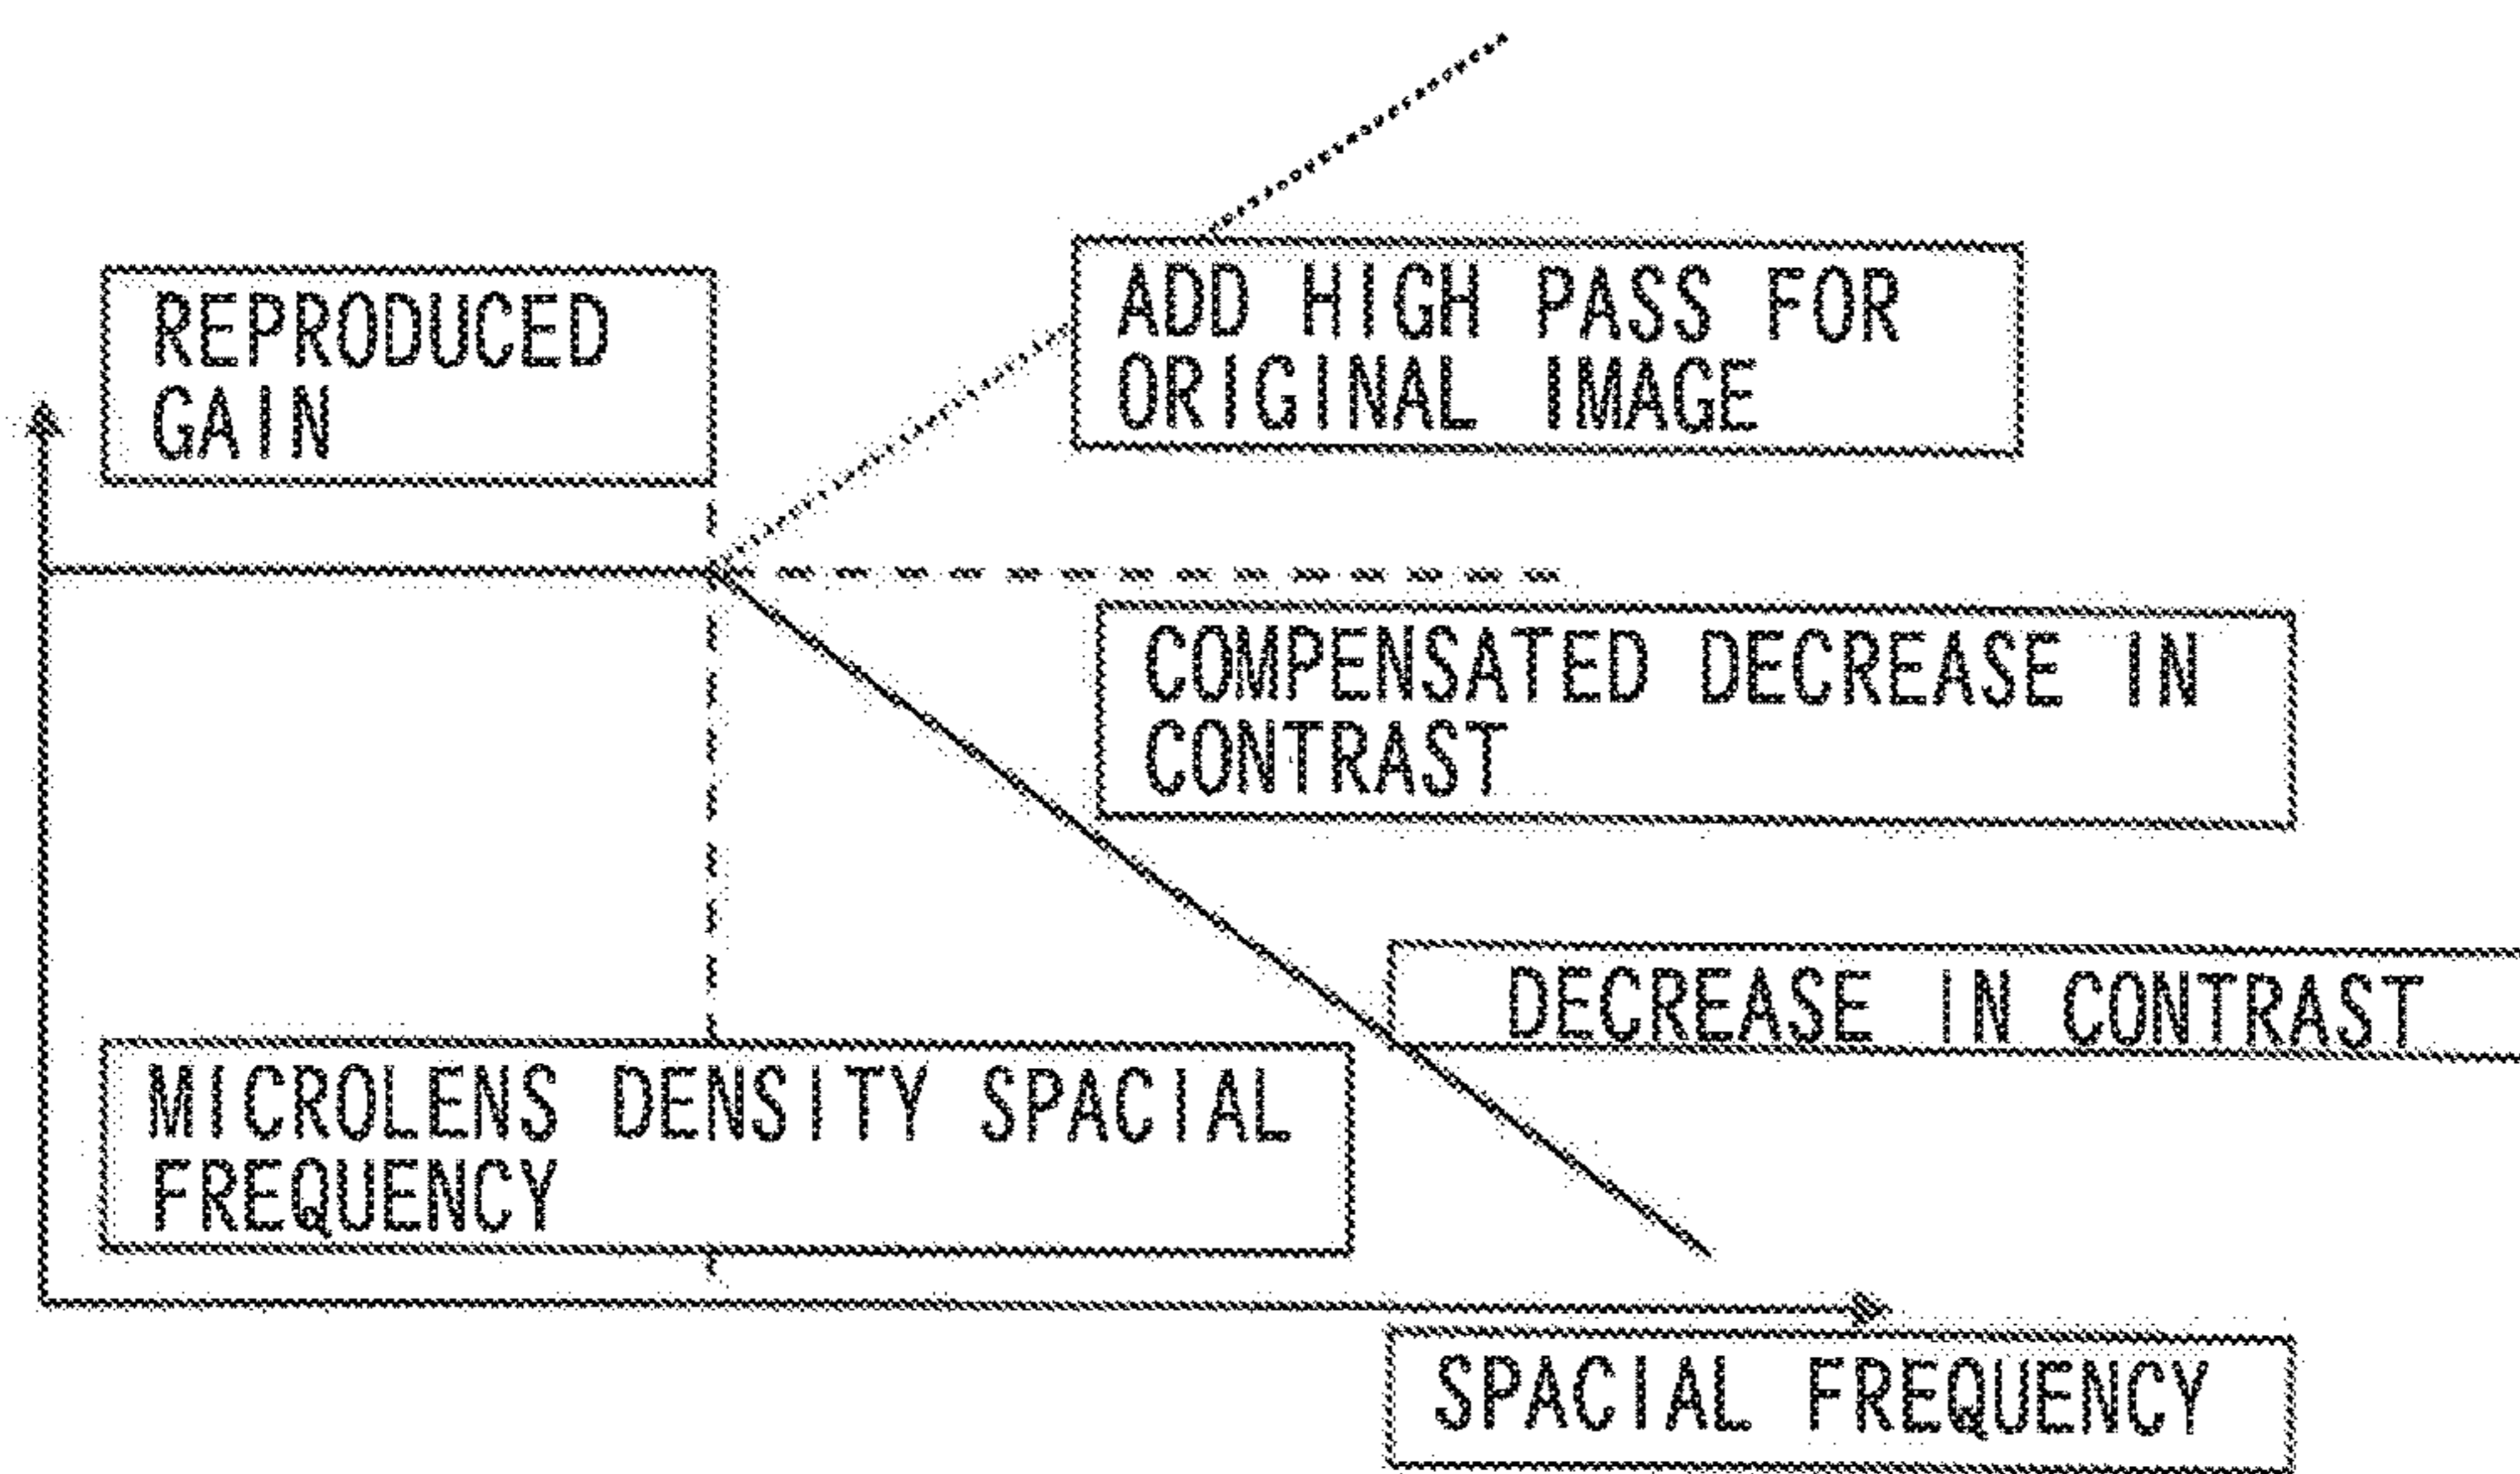 REPRODUCED
GAIN
ADD HIGH PASS FOR
ORIGINAL IMAGE
COMPENSATED DECREASE IN
CONTRAST
DECREASE IN CONTRAST
MICROLENS DENSITY SPACIAL
FREQUENCY
SPACIAL FREQUENCY